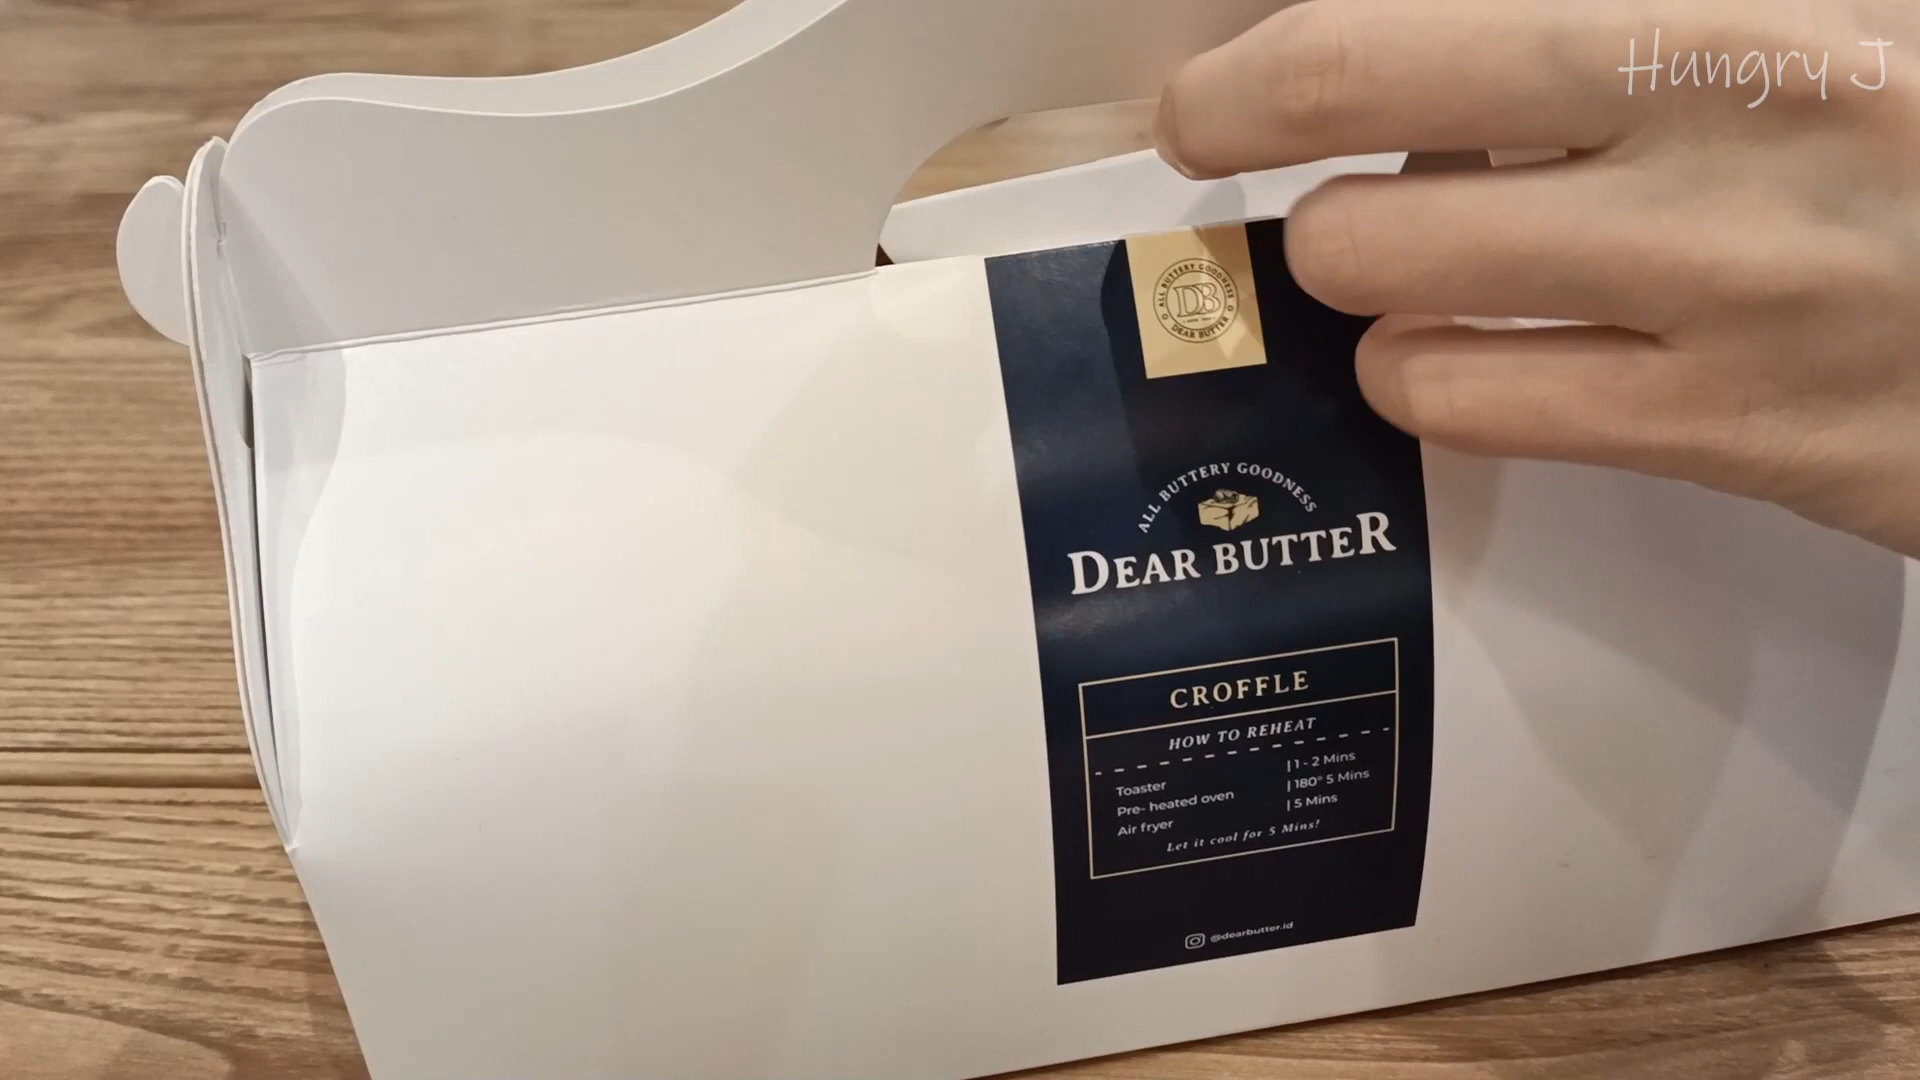 Hungry J
ALL BUTTERY GOODNESS
DB
DEAR BUTTER
ALL BUTTERY GOODNESS
DEAR BUTTER
CROFFLE
HOW TO REHEAT
Toaster | 1 - 2 Mins
Pre- heated oven | 180° 5 Mins
Air fryer | 5 Mins
Let it cool for 5 Mins!
@dearbutter.id